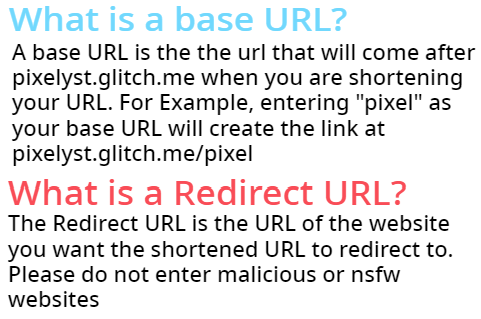 What is a base URL?
A base URL is the the url that will come after
pixelyst.glitch.me when you are shortening
your URL. For Example, entering "pixel" as
your base URL will create the link at
pixelyst.glitch.me/pixel
What is a Redirect URL?
The Redirect URL is the URL of the website
you want the shortened URL to redirect to.
Please do not enter malicious or nsfw
websites